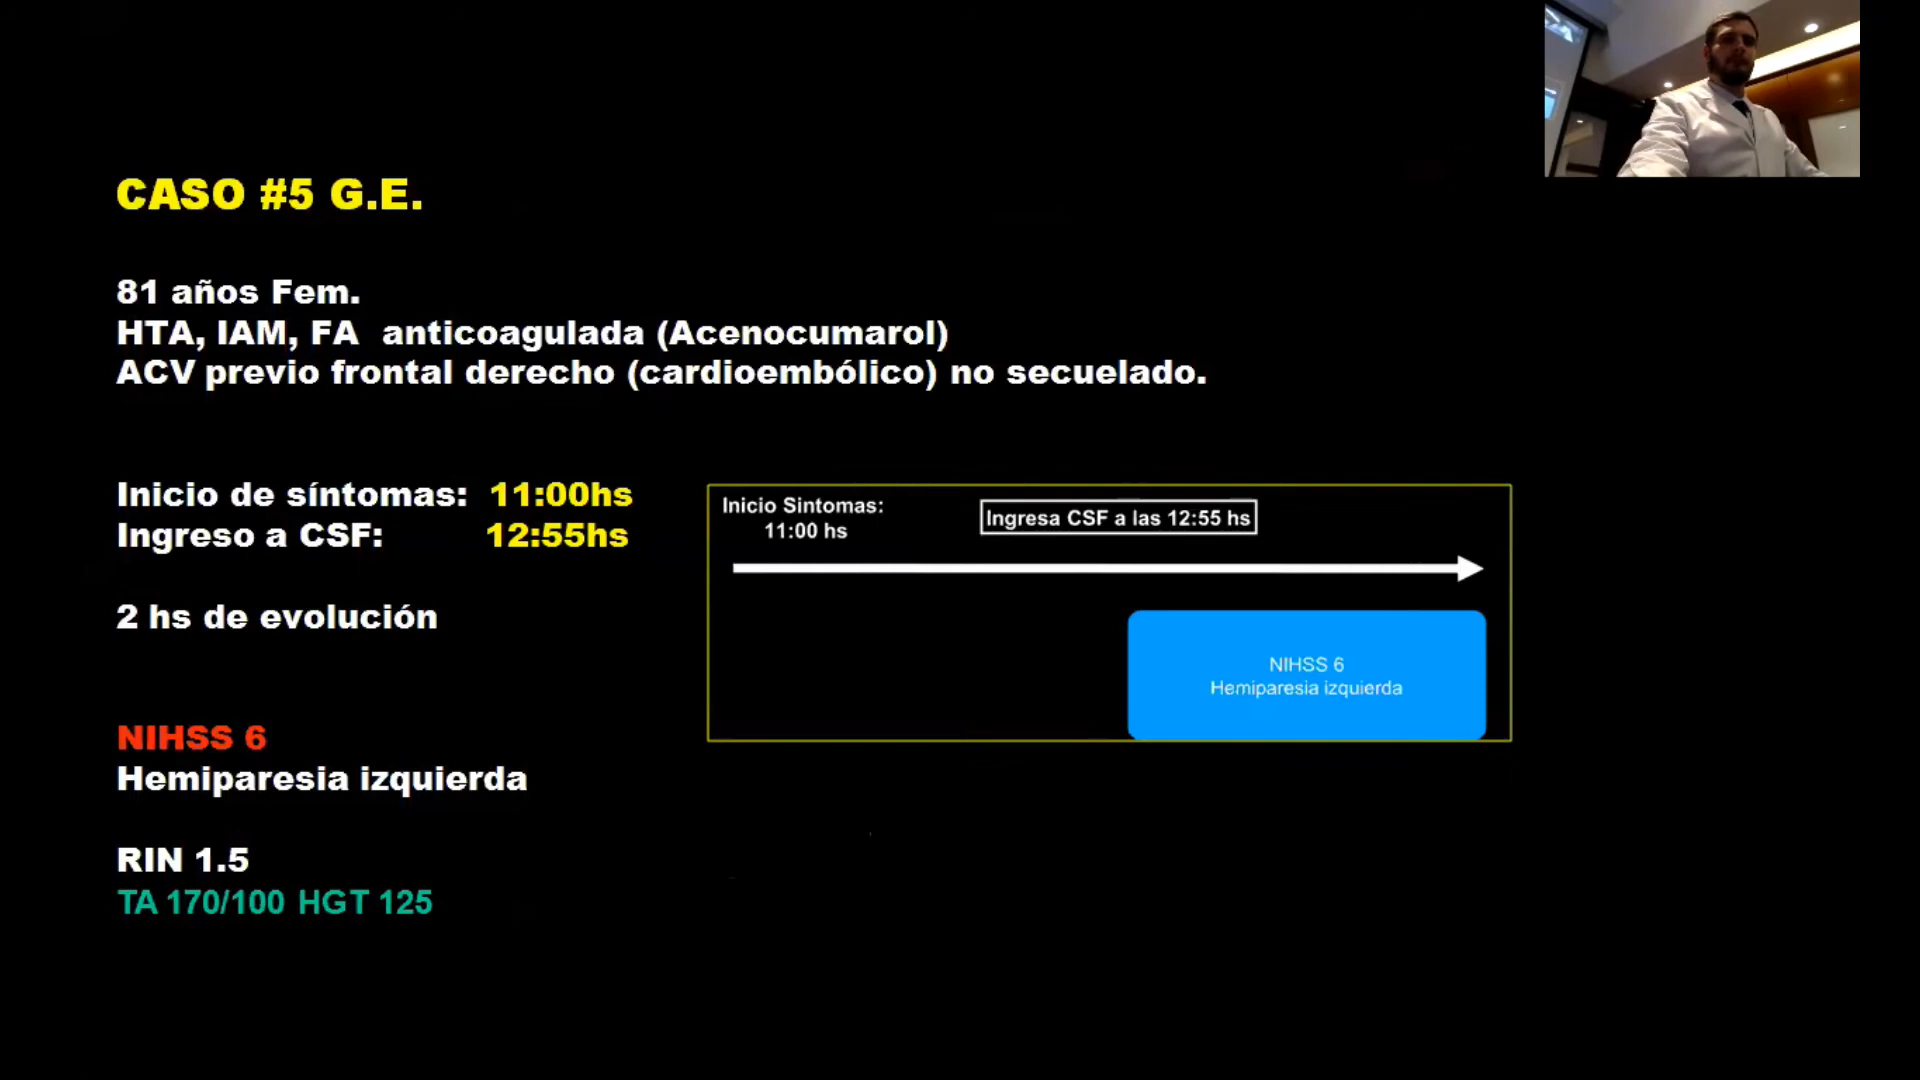 CASO #5 G.E.
81 años Fem.
HTA, IAM, FA anticoagulada (Acenocumarol)
ACV previo frontal derecho (cardioembólico) no secuelado.
Inicio de síntomas: 11:00hs
Ingreso a CSF: 12:55hs
2 hs de evolución
NIHSS 6
Hemiparesia izquierda
RIN 1.5
TA 170/100 HGT 125
Inicio Sintomas:
11:00 hs
Ingresa CSF a las 12:55 hs
NIHSS 6
Hemiparesia izquierda